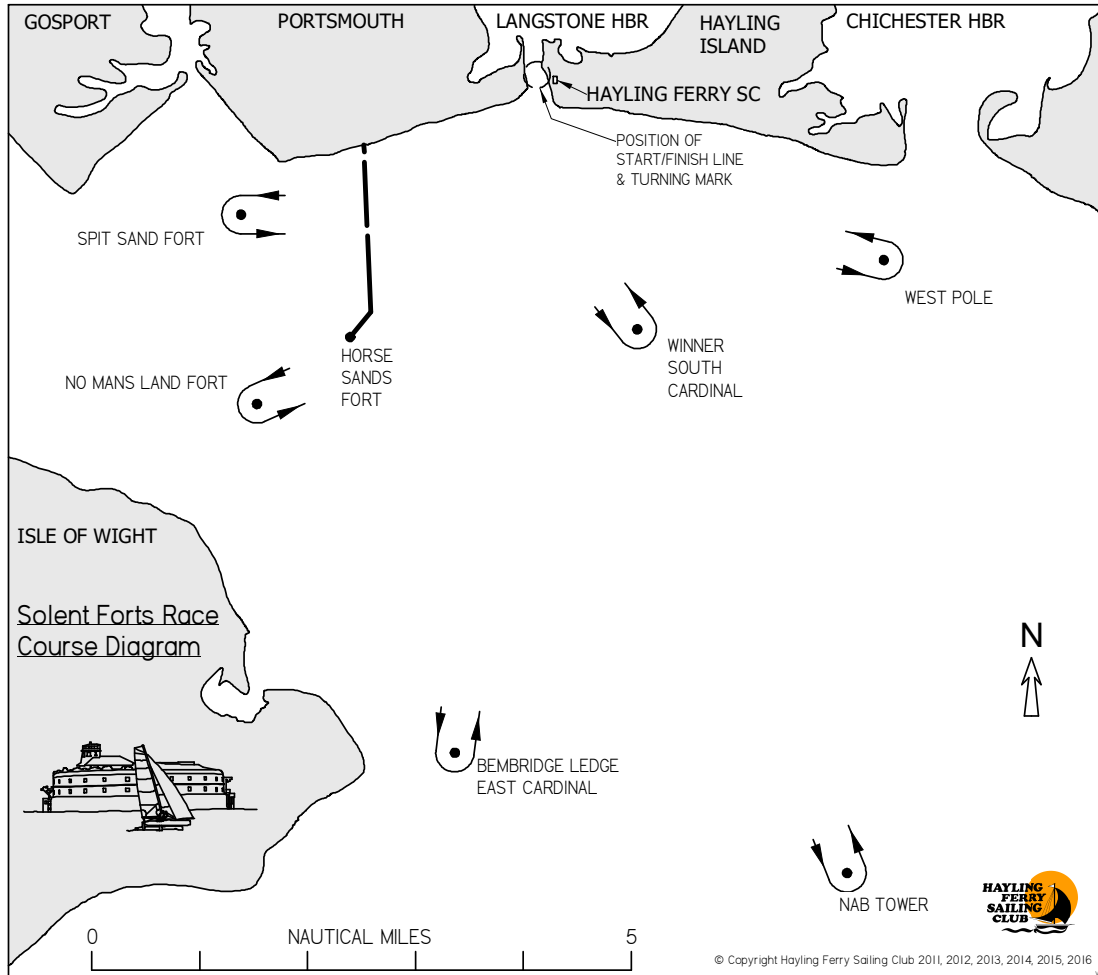 GOSPORT
PORTSMOUTH
LANGSTONE HBR
HAYLING
ISLAND
CHICHESTER HBR
HAYLING FERRY SC
POSITION OF
START/FINISH LINE
& TURNING MARK
SPIT SAND FORT
WEST POLE
HORSE
SANDS
FORT
WINNER
SOUTH
CARDINAL
NO MANS LAND FORT
ISLE OF WIGHT
Solent Forts Race
Course Diagram
N
BEMBRIDGE LEDGE
EAST CARDINAL
NAB TOWER
HAYLING
FERRY
SAILING
CLUB
0 NAUTICAL MILES 5
© Copyright Hayling Ferry Sailing Club 2011, 2012, 2013, 2014, 2015, 2016